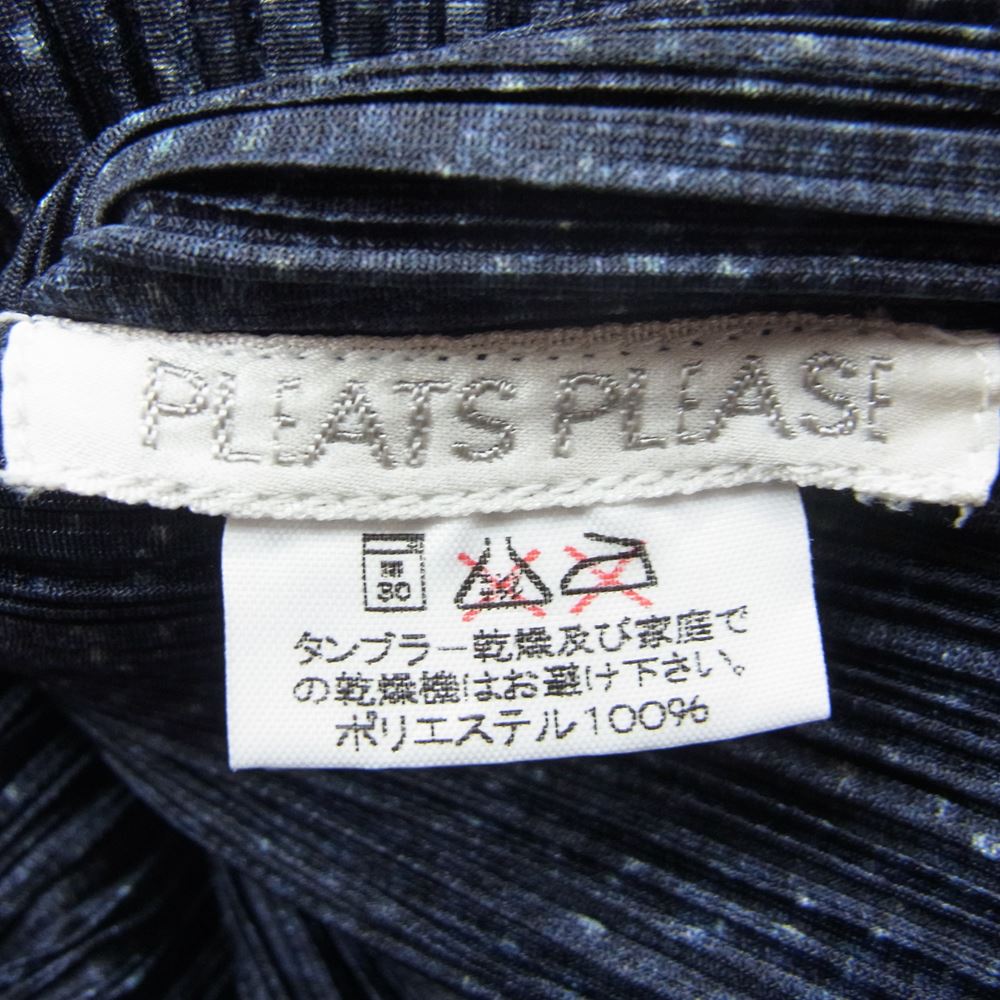 PLEATS PLEASE
弱
30
タンブラー乾燥及び家庭で
の乾燥機はお避け下さい。
ポリエステル100%